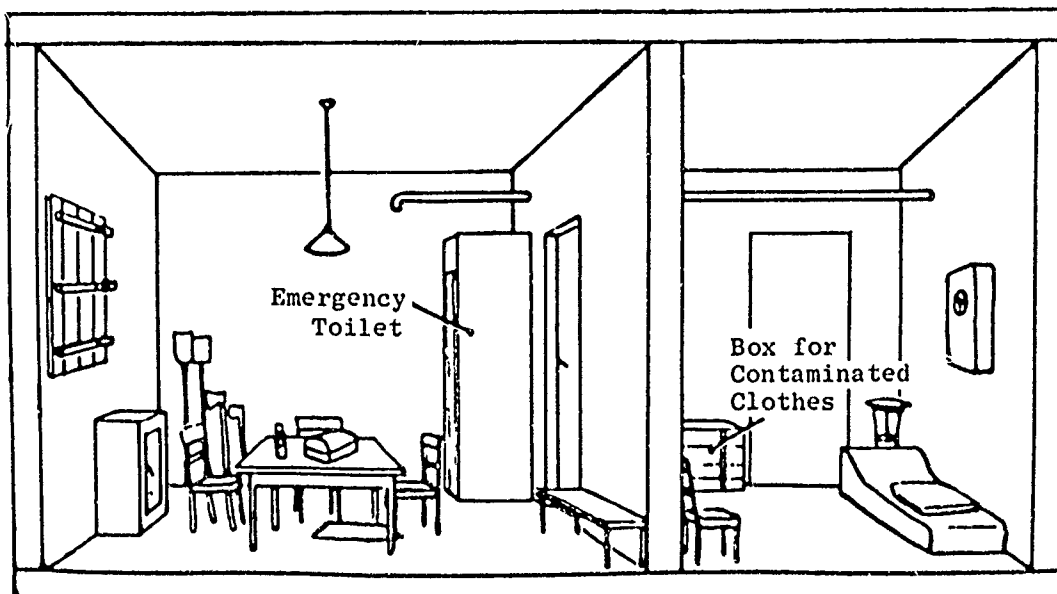 Emergency
Toilet
Box for
Contaminated
Clothes